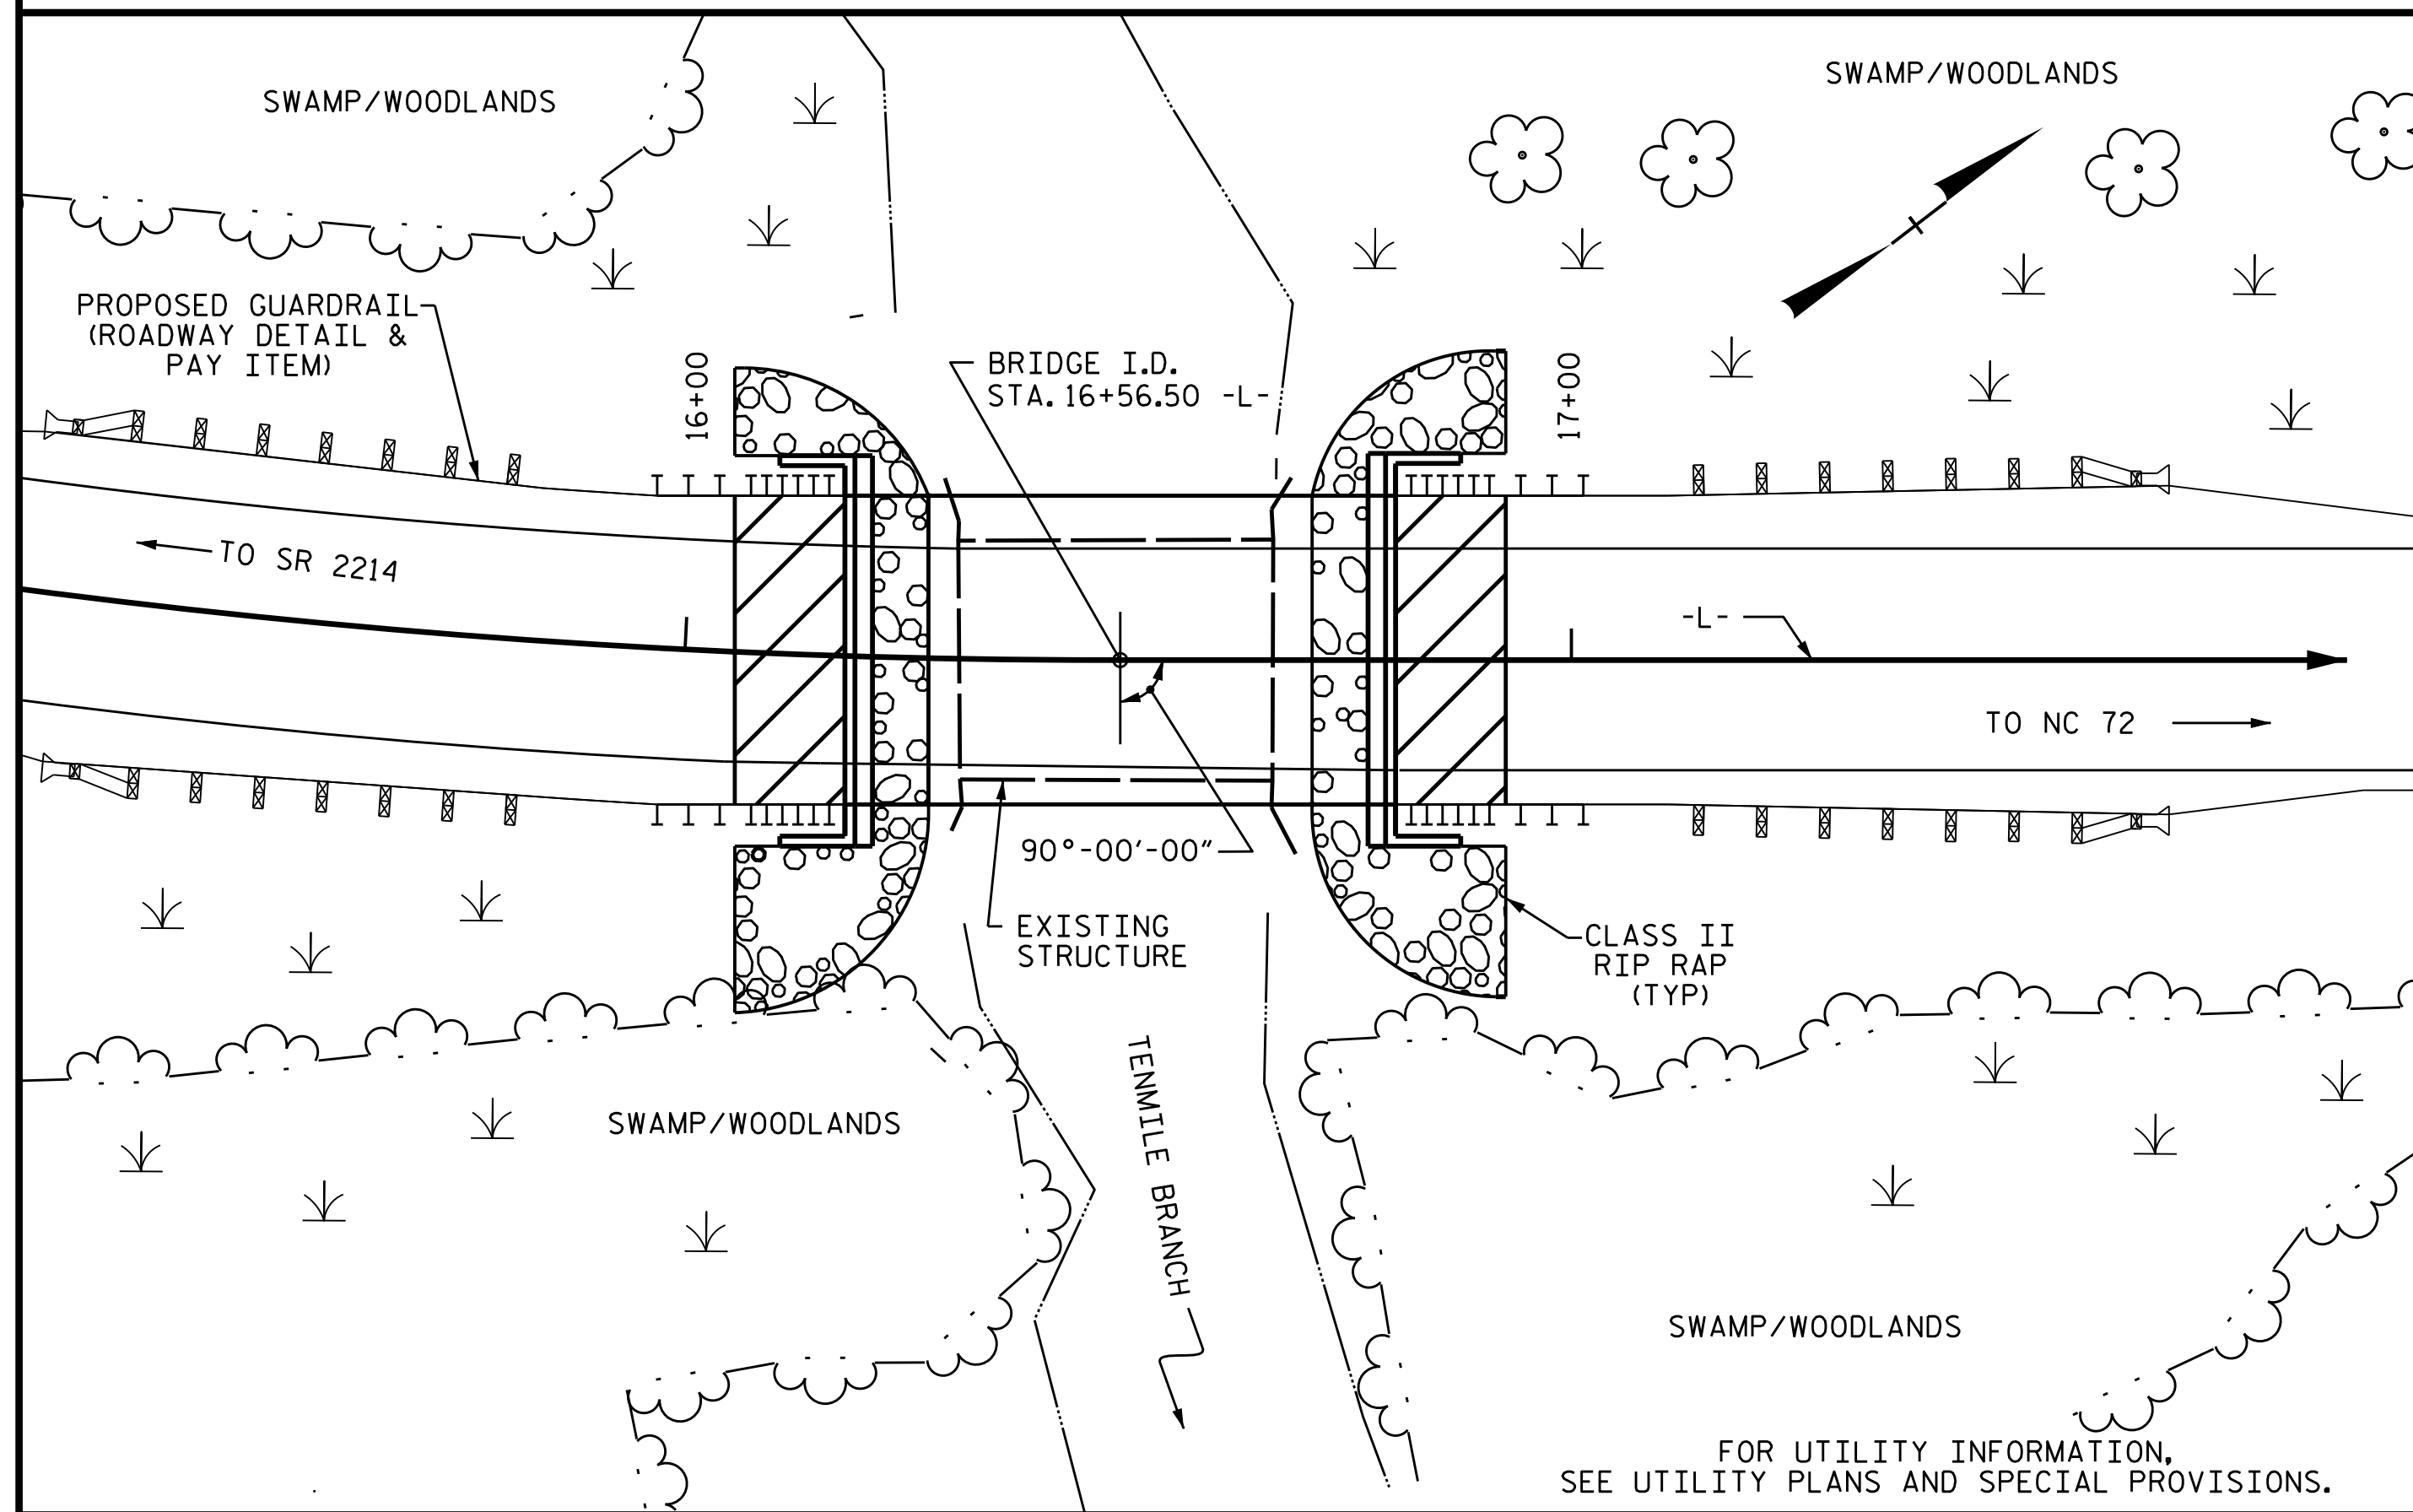 SWAMP/WOODLANDS
SWAMP/WOODLANDS
PROPOSED GUARDRAIL
(ROADWAY DETAIL &
PAY ITEM)
16+00
BRIDGE I.D.
STA. 16+56.50 -L-
17+00
TO SR 2214
-L-
TO NC 72
90°-00'-00"
EXISTING
STRUCTURE
CLASS II
RIP RAP
(TYP)
SWAMP/WOODLANDS
TENMILE BRANCH
SWAMP/WOODLANDS
FOR UTILITY INFORMATION,
SEE UTILITY PLANS AND SPECIAL PROVISIONS.